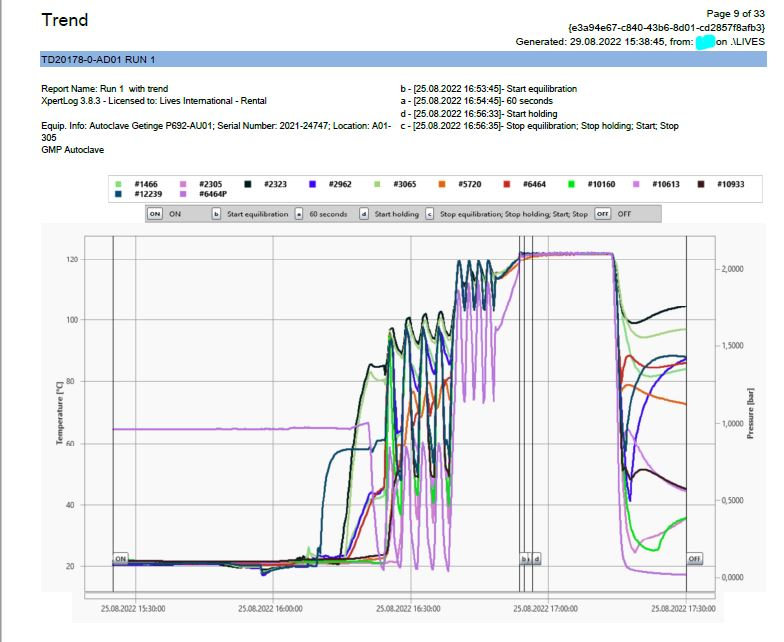 Trend
Page 9 of 33
{e3a94e67-c840-43b6-8d01-cd2857f8afb3}
Generated: 29.08.2022 15:38:45, from: on .\LIVES
TD20178-0-AD01 RUN 1
Report Name: Run 1 with trend
XpertLog 3.8.3 - Licensed to: Lives International - Rental
Equip. Info: Autoclave Getinge P692-AU01; Serial Number: 2021-24747; Location: A01-
305
GMP Autoclave
b - [25.08.2022 16:53:45]- Start equilibration
a - [25.08.2022 16:54:45]- 60 seconds
d - [25.08.2022 16:56:33]- Start holding
c - [25.08.2022 16:56:35]- Stop equilibration; Stop holding; Start; Stop
#1466 #2305 #2323 #2962 #3065 #5720 #6464 #10160 #10613 #10933
#12239 #6464P
ON ON b Start equilibration a 60 seconds d Start holding c Stop equilibration; Stop holding; Start; Stop OFF OFF
Temperature [°C]
120
100
80
60
40
20
Pressure [bar]
2,0000
1,5000
1,0000
0,5000
0,0000
ON
b d
OFF
25.08.2022 15:30:00 25.08.2022 16:00:00 25.08.2022 16:30:00 25.08.2022 17:00:00 25.08.2022 17:30:00